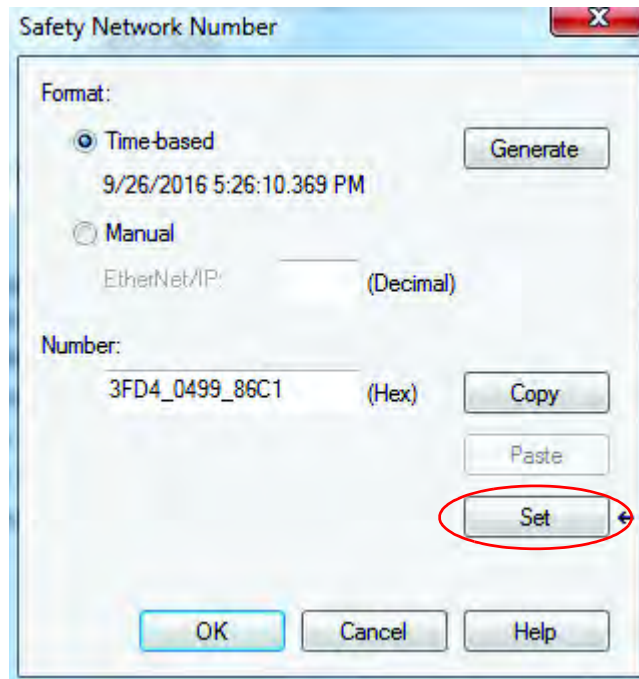 Safety Network Number
Format:
Time-based
Generate
9/26/2016 5:26:10.369 PM
Manual
EtherNet/IP:
(Decimal)
Number:
3FD4_0499_86C1
(Hex)
Copy
Paste
Set
OK
Cancel
Help